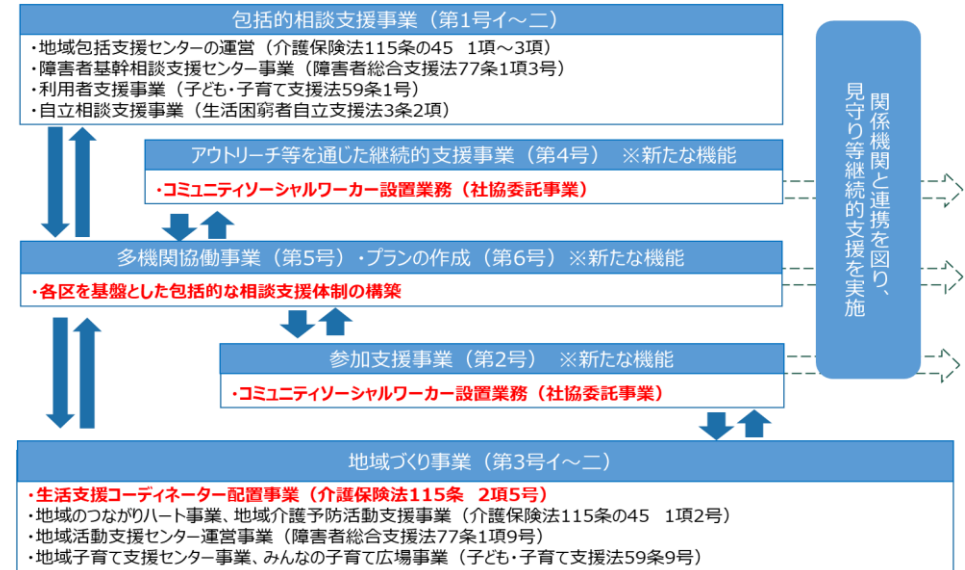 包括的相談支援事業（第1号イ～ニ）
・地域包括支援センターの運営（介護保険法115条の45 1項～3項）
・障害者基幹相談支援センター事業（障害者総合支援法77条1項3号）
・利用者支援事業（子ども・子育て支援法59条1号）
・自立相談支援事業（生活困窮者自立支援法3条2項）
アウトリーチ等を通じた継続的支援事業（第4号） ※新たな機能
・コミュニティソーシャルワーカー設置業務（社協委託事業）
多機関協働事業（第5号）・プランの作成（第6号）※新たな機能
・各区を基盤とした包括的な相談支援体制の構築
参加支援事業（第2号） ※新たな機能
・コミュニティソーシャルワーカー設置業務（社協委託事業）
地域づくり事業（第3号イ～ニ）
・生活支援コーディネーター配置事業（介護保険法115条 2項5号）
・地域のつながりハート事業、地域介護予防活動支援事業（介護保険法115条の45 1項2号）
・地域活動支援センター運営事業（障害者総合支援法77条1項9号）
・地域子育て支援センター事業、みんなの子育て広場事業（子ども・子育て支援法59条9号）
関係機関と連携を図り、
見守り等継続的支援を実施